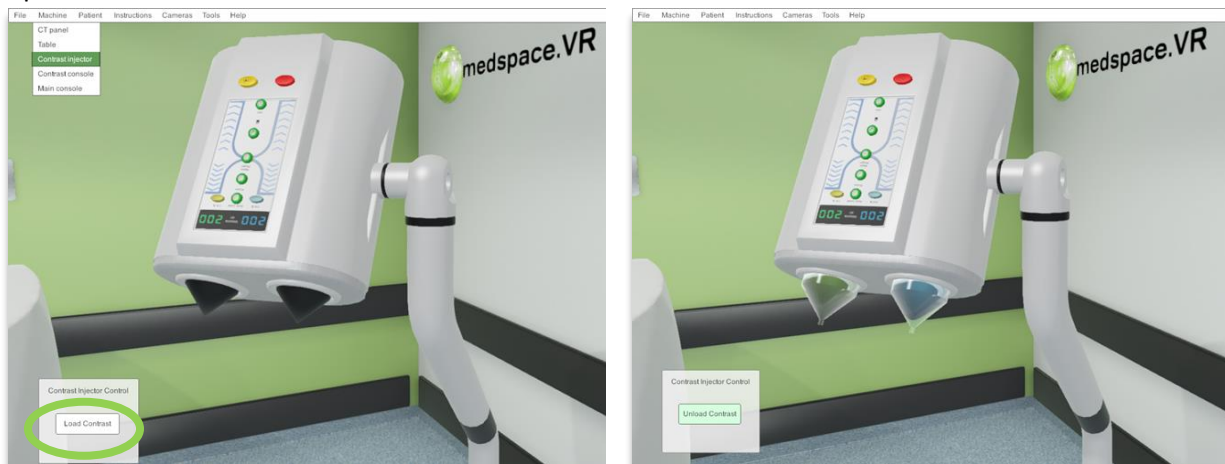 File Machine Patient Instructions Cameras Tools Help
CT panel
Table
Contrast injector
Contrast console
Main console
medspace.VR
002 002
Contrast Injector Control
Load Contrast
File Machine Patient Instructions Cameras Tools Help
medspace.VR
002 002
Contrast Injector Control
Unload Contrast